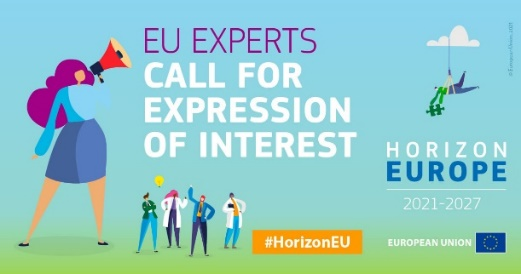 EU EXPERTS
CALL FOR
EXPRESSION
OF INTEREST
HORIZON
EUROPE
2021-2027
#HorizonEU
EUROPEAN UNION